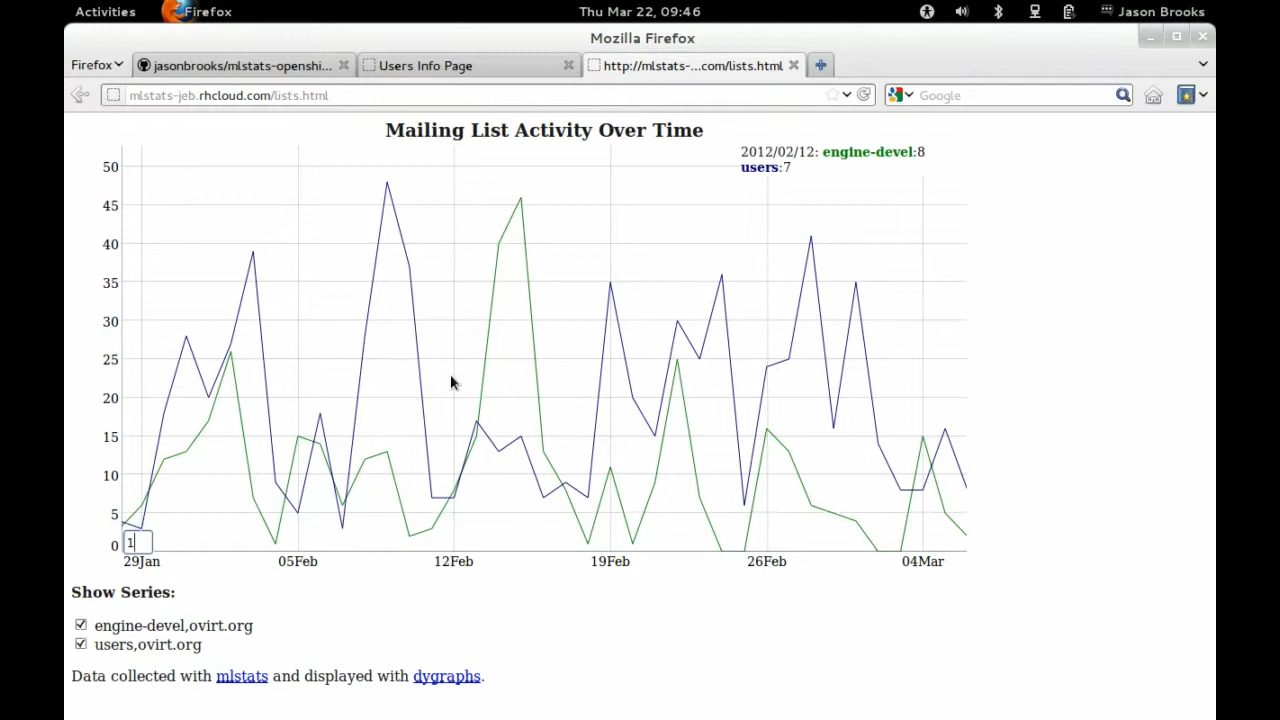 Activities Firefox Thu Mar 22, 09:46 Jason Brooks
Mozilla Firefox
Firefox jasonbrooks/mlstats-openshi... Users Info Page http://mlstats-...com/lists.html
mlstats-jeb.rhcloud.com/lists.html Google
Mailing List Activity Over Time
2012/02/12: engine-devel:8
users:7
50
45
40
35
30
25
20
15
10
5
0
1
29Jan 05Feb 12Feb 19Feb 26Feb 04Mar
Show Series:
engine-devel,ovirt.org
users,ovirt.org
Data collected with mlstats and displayed with dygraphs.